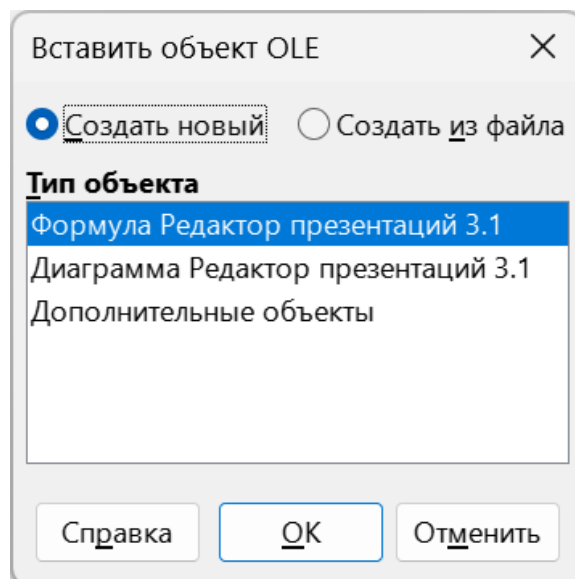 Вставить объект OLE
Создать новый Создать из файла
Тип объекта
Формула Редактор презентаций 3.1
Диаграмма Редактор презентаций 3.1
Дополнительные объекты
Справка OK Отменить